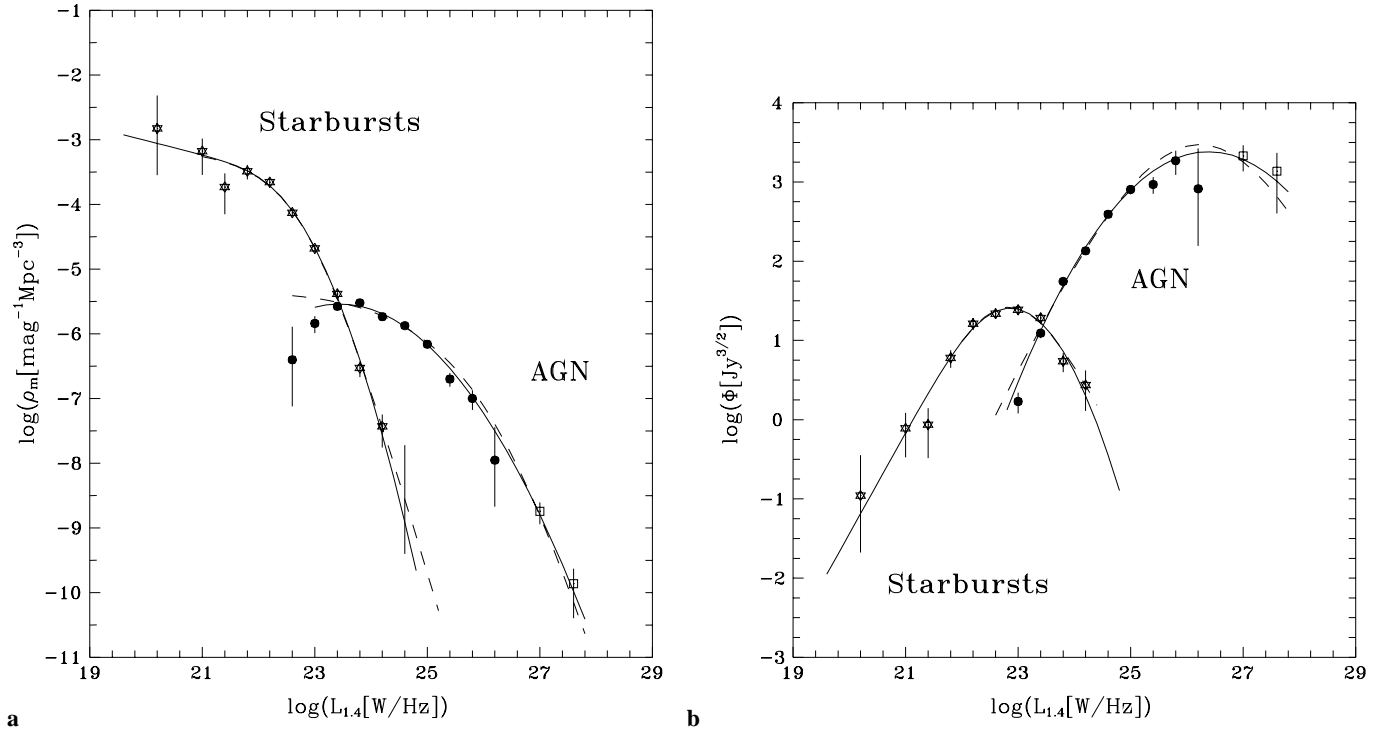 −1
−2
−3
−4
−5
−6
−7
−8
−9
−10
−11
log(ρm[mag−1Mpc−3])
Starbursts
AGN
19 21 23 25 27 29
log(L1.4[W/Hz])
a
4
3
2
1
0
−1
−2
−3
log(Φ[Jy3/2])
AGN
Starbursts
19 21 23 25 27 29
log(L1.4[W/Hz])
b